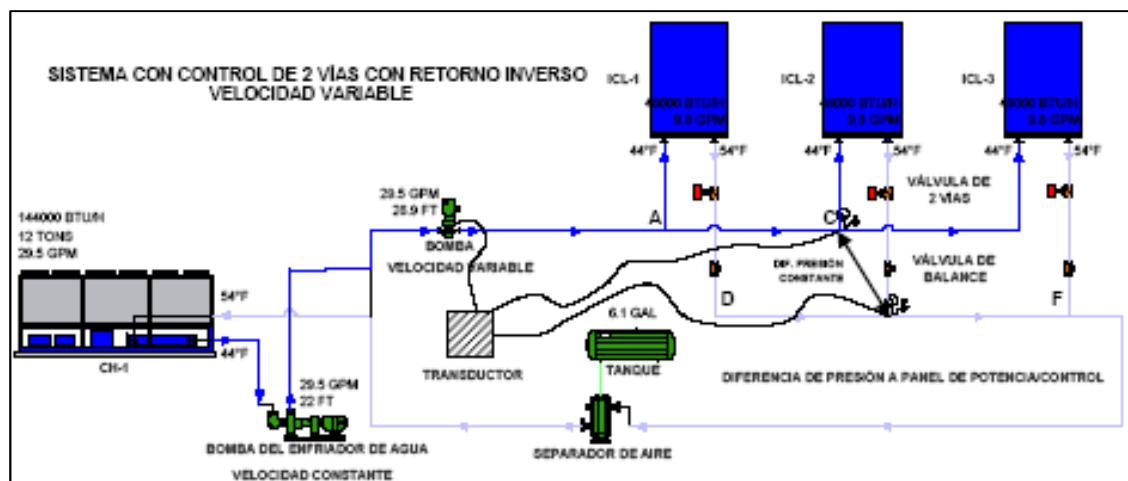 SISTEMA CON CONTROL DE 2 VÍAS CON RETORNO INVERSO
VELOCIDAD VARIABLE
ICL-1
ICL-2
ICL-3
48000 BTU/H
9.8 GPM
48000 BTU/H
9.8 GPM
48000 BTU/H
9.8 GPM
44°F
54°F
44°F
54°F
44°F
54°F
29.5 GPM
28.9 FT
BOMBA
VELOCIDAD VARIABLE
A
C
VÁLVULA DE
2 VÍAS
DIF. PRESIÓN
CONSTANTE
VÁLVULA DE
BALANCE
D
F
144000 BTU/H
12 TONS
29.5 GPM
54°F
44°F
CH-1
TRANSDUCTOR
6.1 GAL
TANQUE
DIFERENCIA DE PRESIÓN A PANEL DE POTENCIA/CONTROL
29.5 GPM
22 FT
BOMBA DEL ENFRIADOR DE AGUA
VELOCIDAD CONSTANTE
SEPARADOR DE AIRE